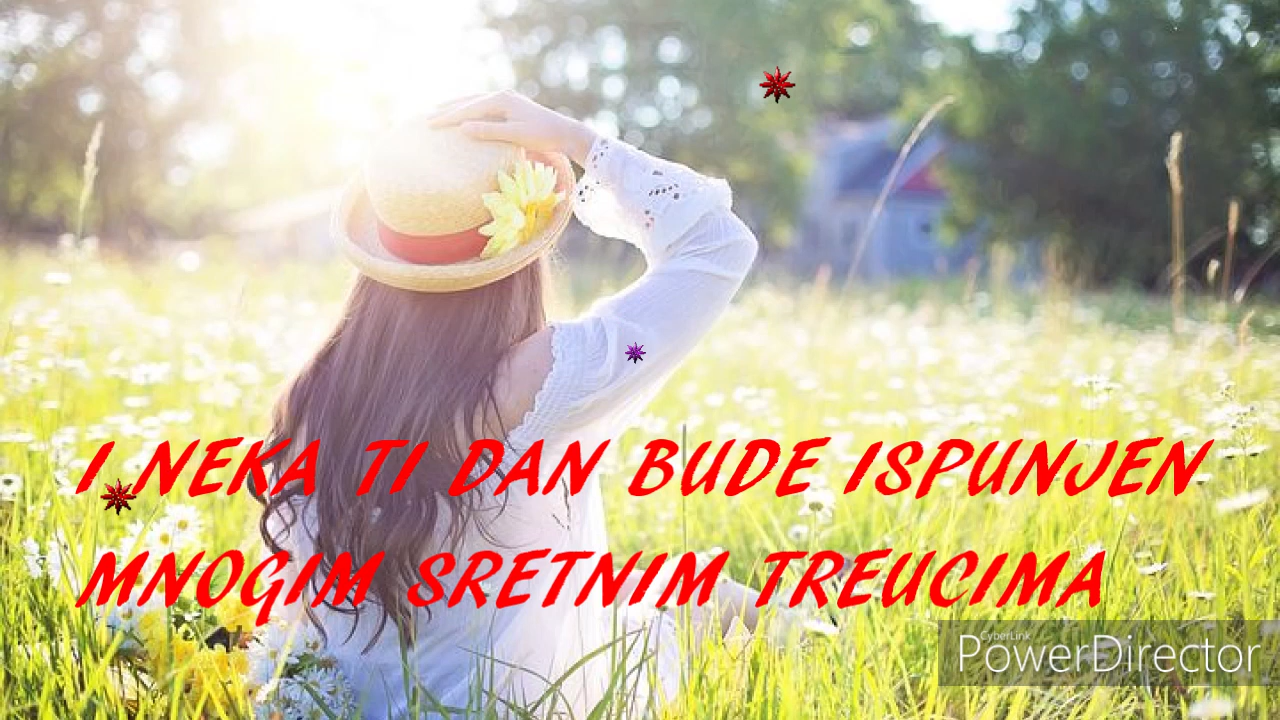 I NEKA TI DAN BUDE ISPUNJEN
MNOGIM SRETNIM TREUCIMA
CyberLink
PowerDirector